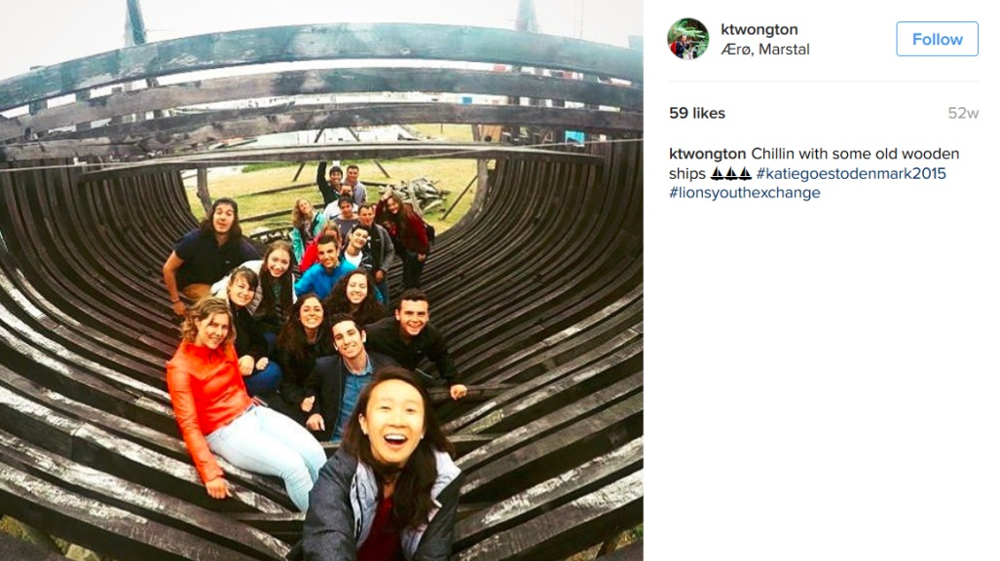 ktwongton
Ærø, Marstal
Follow
59 likes
52w
ktwongton Chillin with some old wooden
ships ⛵⛵⛵ #katiegoestodenmark2015
#lionsyouthexchange